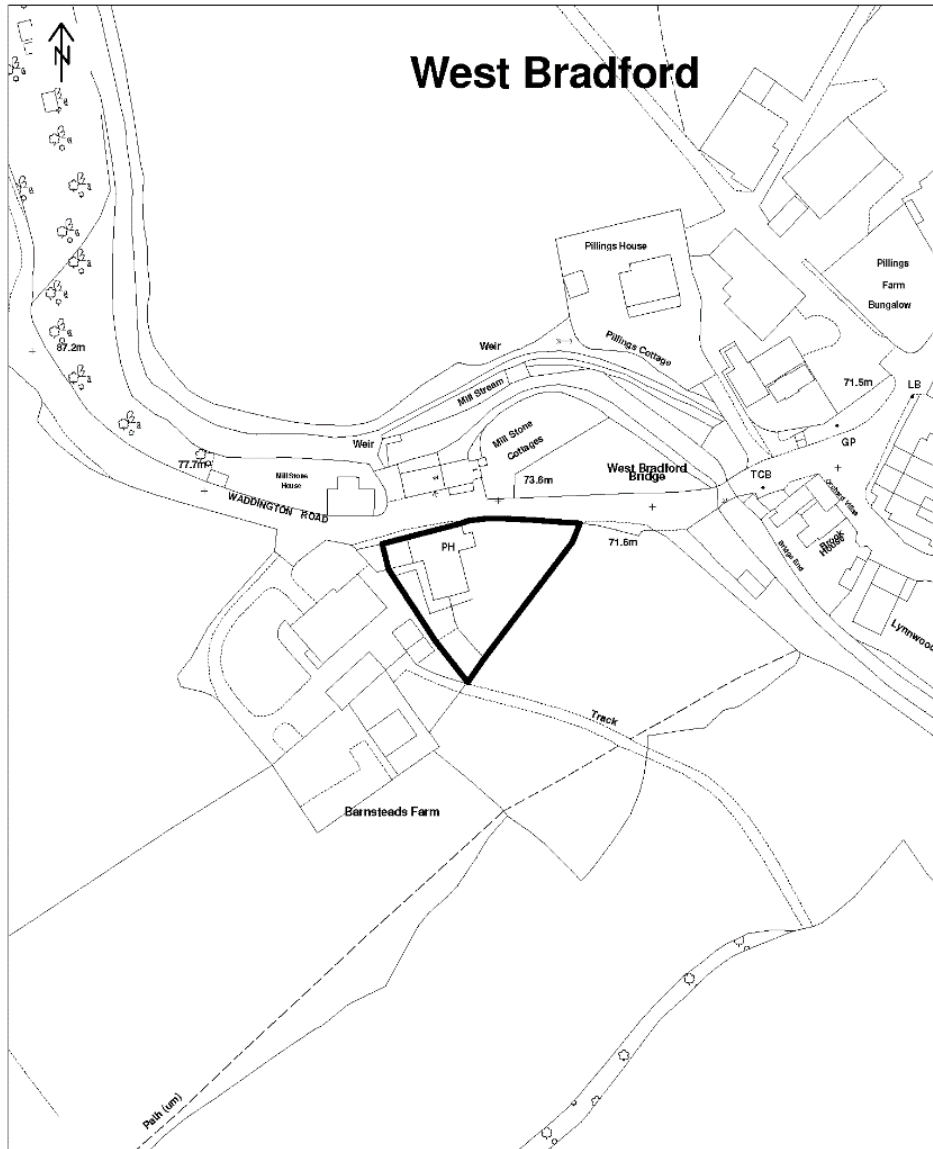 N
West Bradford
Pillings House
Pillings
Farm
Bungalow
Pillings Cottage
Weir
87.2m
71.5m
LB
Mill Stream
Mill Stone
Cottages
Weir
GP
77.7m
Mill Stone
House
73.6m
West Bradford
Bridge
TCB
WADDINGTON ROAD
Orchard Villas
PH
71.6m
Brook
House
Bridge End
Lynnwood
Track
Barnsteads Farm
Path (um)